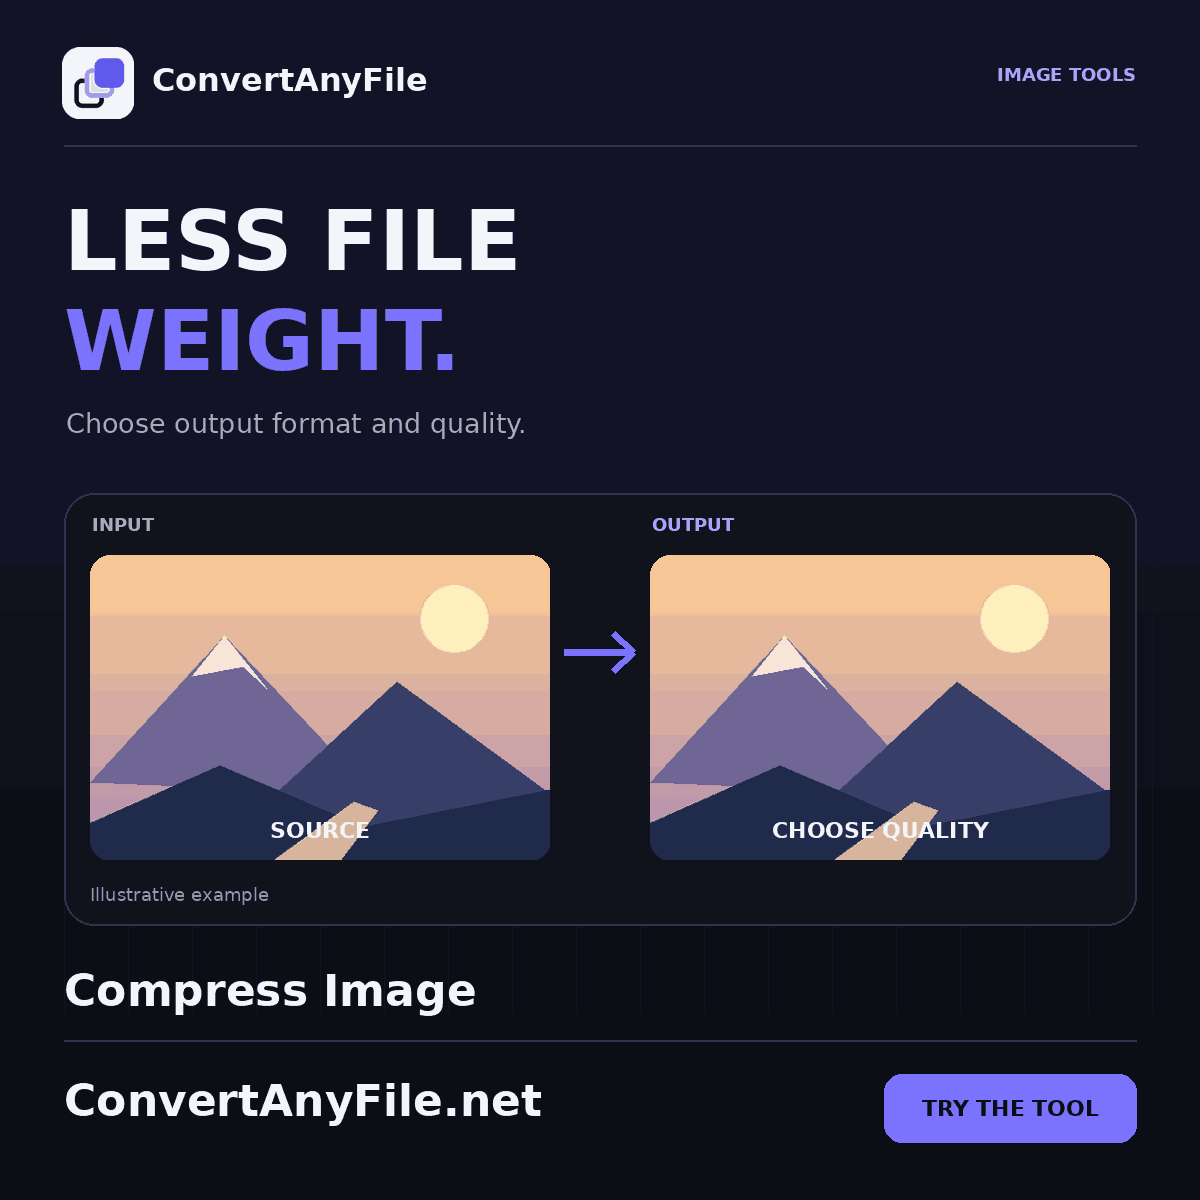 ConvertAnyFile
IMAGE TOOLS
LESS FILE
WEIGHT.
Choose output format and quality.
INPUT
OUTPUT
SOURCE
CHOOSE QUALITY
Illustrative example
Compress Image
ConvertAnyFile.net
TRY THE TOOL